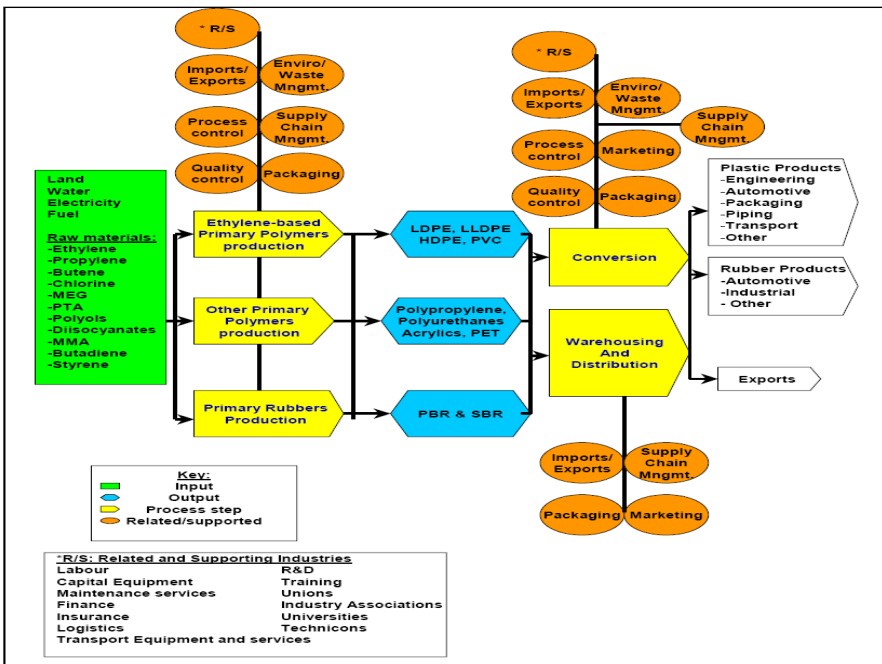 * R/S
Imports/
Exports
Enviro/
Waste
Mngmt.
Process
control
Supply
Chain
Mngmt.
Quality
control
Packaging
* R/S
Imports/
Exports
Enviro/
Waste
Mngmt.
Supply
Chain
Mngmt.
Process
control
Marketing
Quality
control
Packaging
Land
Water
Electricity
Fuel
Raw materials:
-Ethylene
-Propylene
-Butene
-Chlorine
-MEG
-PTA
-Polyols
-Diisocyanates
-MMA
-Butadiene
-Styrene
Ethylene-based
Primary Polymers
production
Other Primary
Polymers
production
Primary Rubbers
Production
LDPE, LLDPE
HDPE, PVC
Polypropylene,
Polyurethanes
Acrylics, PET
PBR & SBR
Conversion
Warehousing
And
Distribution
Plastic Products
-Engineering
-Automotive
-Packaging
-Piping
-Transport
-Other
Rubber Products
-Automotive
-Industrial
- Other
Exports
Imports/
Exports
Supply
Chain
Mngmt.
Packaging
Marketing
Key:
Input
Output
Process step
Related/supported
*R/S: Related and Supporting Industries
Labour R&D
Capital Equipment Training
Maintenance services Unions
Finance Industry Associations
Insurance Universities
Logistics Technicons
Transport Equipment and services